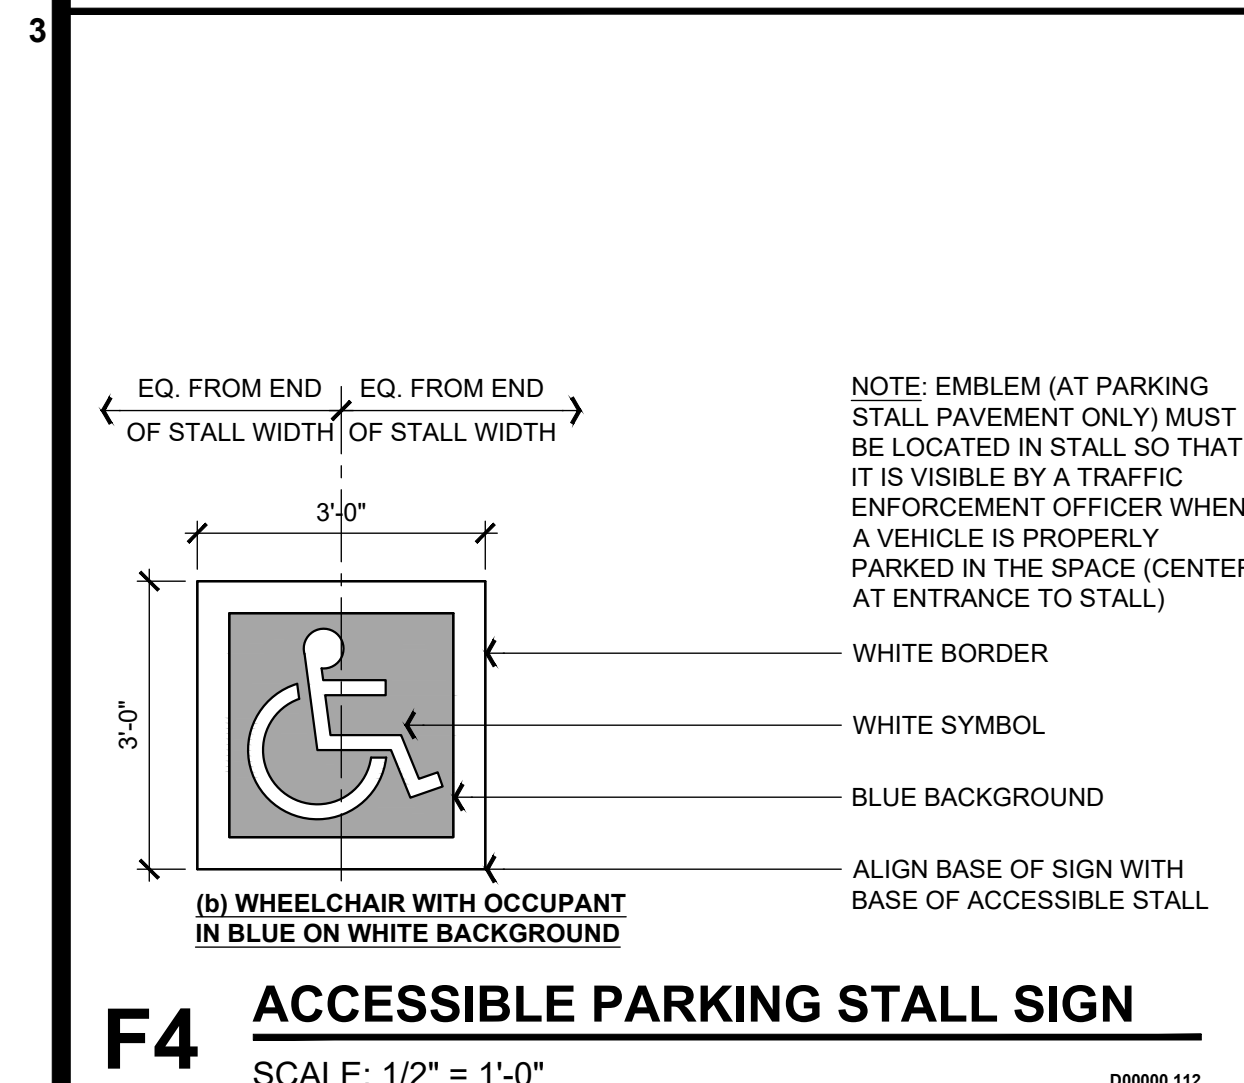 3
EQ. FROM END EQ. FROM END
OF STALL WIDTH OF STALL WIDTH
3'-0"
3'-0"
NOTE: EMBLEM (AT PARKING
STALL PAVEMENT ONLY) MUST
BE LOCATED IN STALL SO THAT
IT IS VISIBLE BY A TRAFFIC
ENFORCEMENT OFFICER WHEN
A VEHICLE IS PROPERLY
PARKED IN THE SPACE (CENTER
AT ENTRANCE TO STALL)
WHITE BORDER
WHITE SYMBOL
BLUE BACKGROUND
ALIGN BASE OF SIGN WITH
BASE OF ACCESSIBLE STALL
(b) WHEELCHAIR WITH OCCUPANT
IN BLUE ON WHITE BACKGROUND
F4
ACCESSIBLE PARKING STALL SIGN
SCALE: 1/2" = 1'-0"
D00000.112